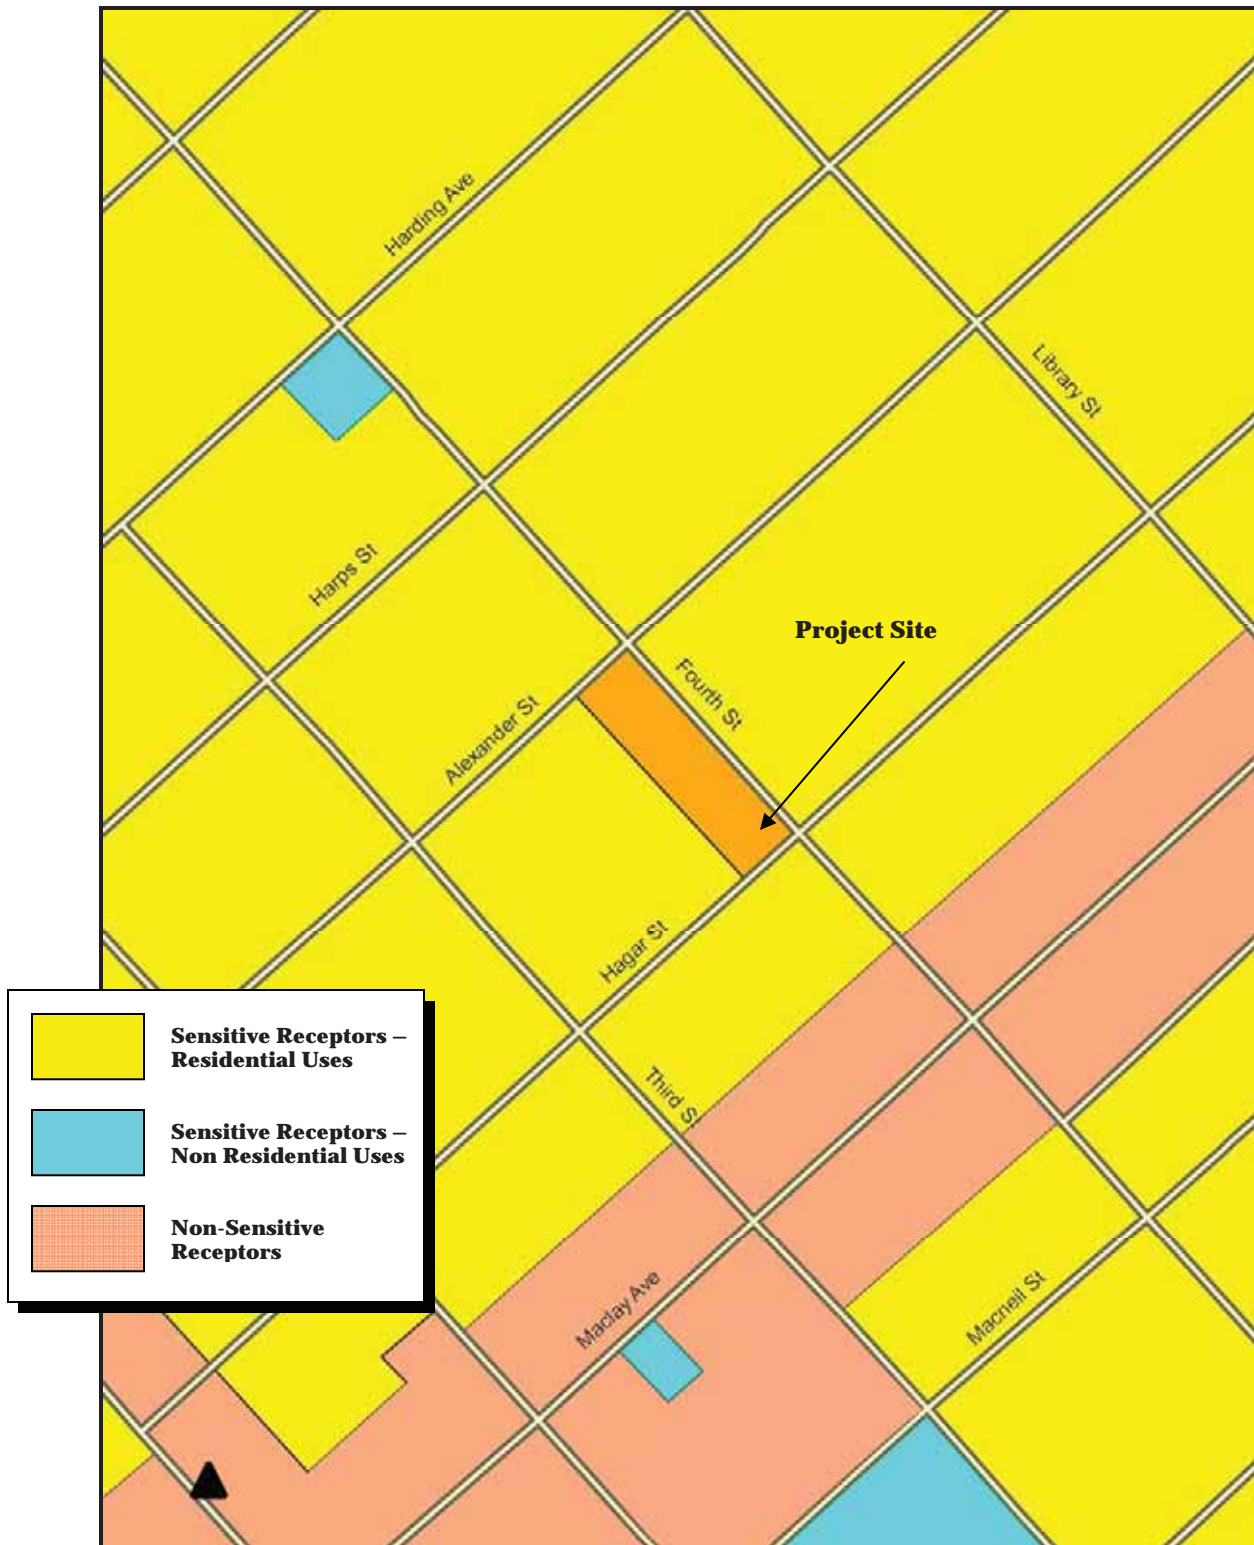 Harding Ave
Library St
Harps St
Project Site
Fourth St
Alexander St
Hagar St
Sensitive Receptors –
Residential Uses
Third St
Sensitive Receptors –
Non Residential Uses
Non-Sensitive
Receptors
Maclay Ave
Macneil St